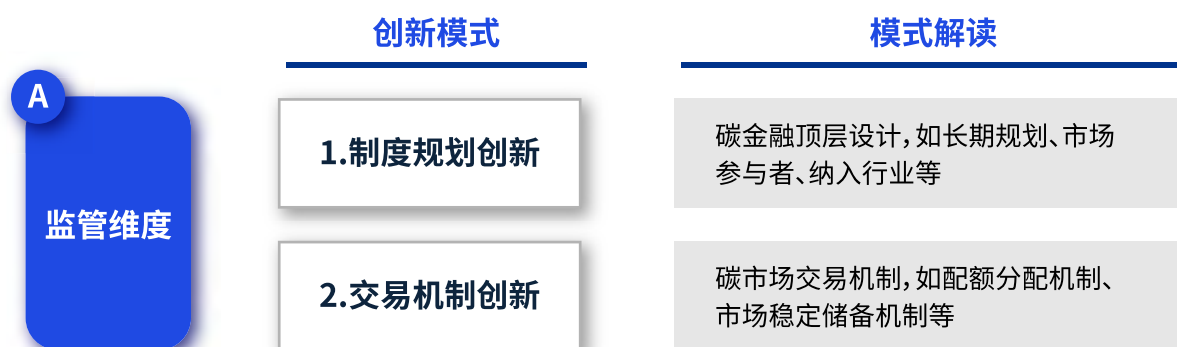 创新模式
模式解读
A
监管维度
1.制度规划创新
碳金融顶层设计，如长期规划、市场
参与者、纳入行业等
2.交易机制创新
碳市场交易机制，如配额分配机制、
市场稳定储备机制等